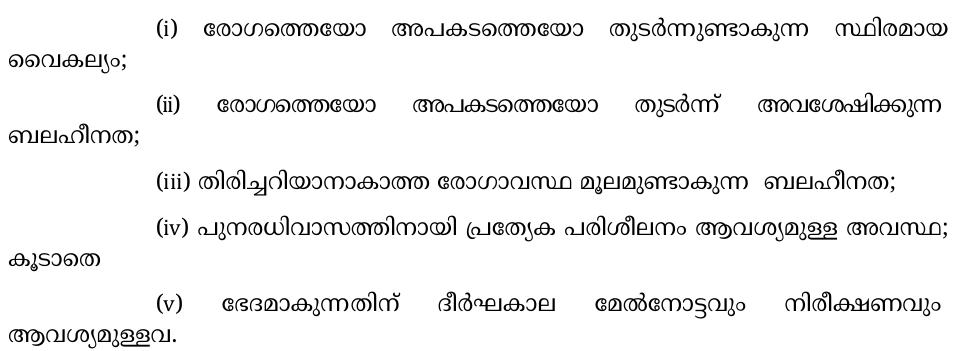 (i) രോഗത്തെയോ അപകടത്തെയോ തുടർന്നുണ്ടാകുന്ന സ്ഥിരമായ
വൈകല്യം;
(ii) രോഗത്തെയോ അപകടത്തെയോ തുടർന്ന് അവശേഷിക്കുന്ന
ബലഹീനത;
(iii) തിരിച്ചറിയാനാകാത്ത രോഗാവസ്ഥ മൂലമുണ്ടാകുന്ന ബലഹീനത;
(iv) പുനരധിവാസത്തിനായി പ്രത്യേക പരിശീലനം ആവശ്യമുള്ള അവസ്ഥ;
കൂടാതെ
(v) ഭേദമാകുന്നതിന് ദീർഘകാല മേൽനോട്ടവും നിരീക്ഷണവും
ആവശ്യമുള്ളവ.